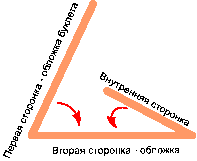 Первая сторонка - обложка буклета
Внутренняя сторонка
Вторая сторонка - обложка